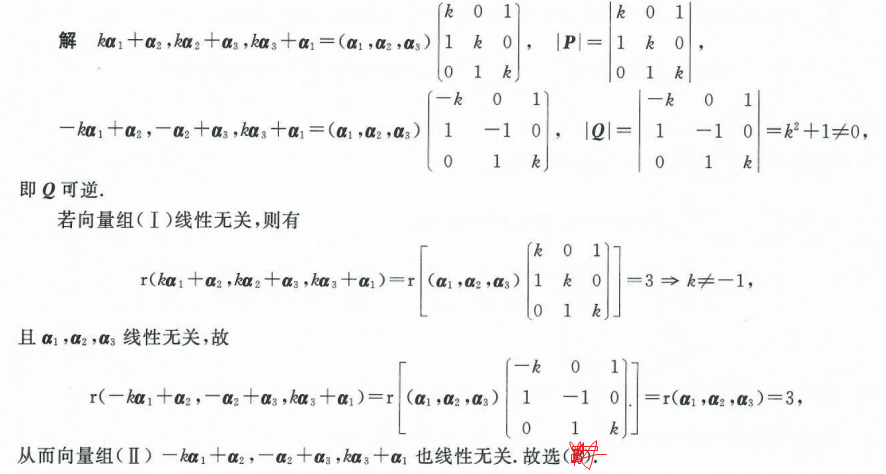 解 kα₁+α₂,kα₂+α₃,kα₃+α₁=(α₁,α₂,α₃)[k 0 1; 1 k 0; 0 1 k], |P|=|k 0 1; 1 k 0; 0 1 k|,
-kα₁+α₂,-α₂+α₃,kα₃+α₁=(α₁,α₂,α₃)[-k 0 1; 1 -1 0; 0 1 k], |Q|=|-k 0 1; 1 -1 0; 0 1 k|=k²+1≠0,
即 Q 可逆.
若向量组(Ⅰ)线性无关,则有
r(kα₁+α₂,kα₂+α₃,kα₃+α₁)=r[(α₁,α₂,α₃)[k 0 1; 1 k 0; 0 1 k]]=3 ⇒ k≠-1,
且 α₁,α₂,α₃ 线性无关,故
r(-kα₁+α₂,-α₂+α₃,kα₃+α₁)=r[(α₁,α₂,α₃)[-k 0 1; 1 -1 0; 0 1 k]]=r(α₁,α₂,α₃)=3,
从而向量组(Ⅱ) -kα₁+α₂,-α₂+α₃,kα₃+α₁ 也线性无关.故选( ).